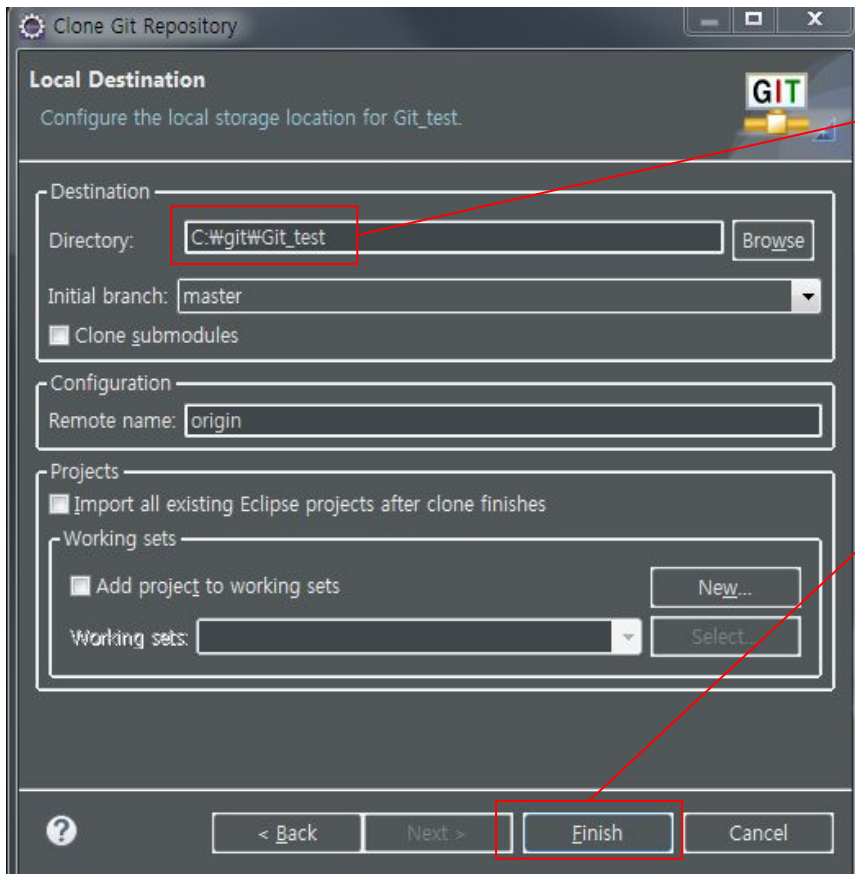 Clone Git Repository
Local Destination
GIT
Configure the local storage location for Git_test.
Destination
Directory: C:₩git₩Git_test Browse
Initial branch: master
Clone submodules
Configuration
Remote name: origin
Projects
Import all existing Eclipse projects after clone finishes
Working sets
Add project to working sets New...
Working sets: Select...
? < Back Next > Finish Cancel